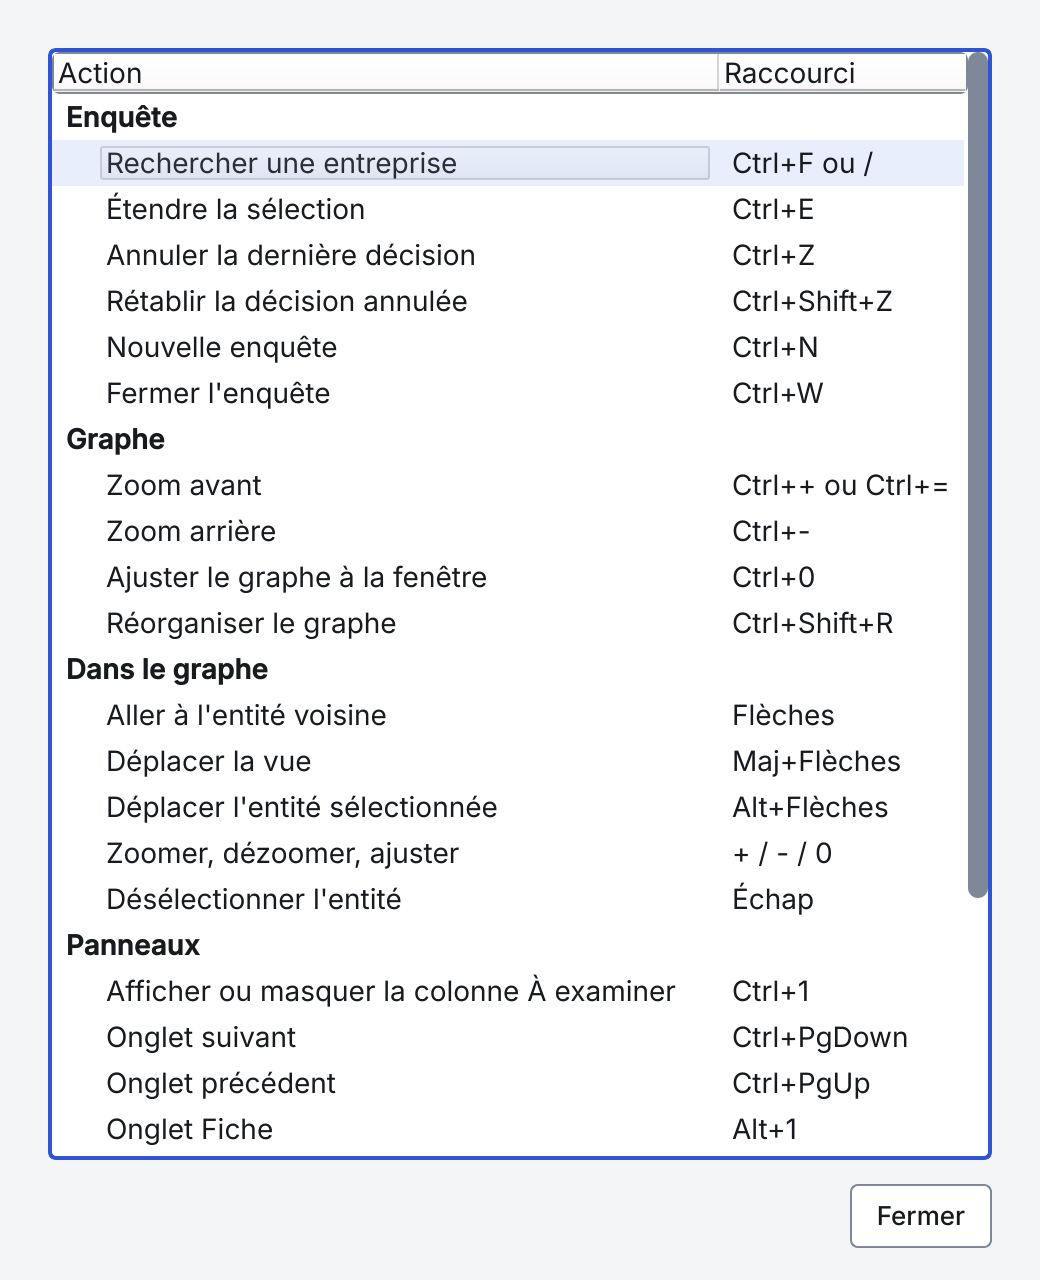 Action Raccourci
Enquête
Rechercher une entreprise Ctrl+F ou /
Étendre la sélection Ctrl+E
Annuler la dernière décision Ctrl+Z
Rétablir la décision annulée Ctrl+Shift+Z
Nouvelle enquête Ctrl+N
Fermer l'enquête Ctrl+W
Graphe
Zoom avant Ctrl++ ou Ctrl+=
Zoom arrière Ctrl+-
Ajuster le graphe à la fenêtre Ctrl+0
Réorganiser le graphe Ctrl+Shift+R
Dans le graphe
Aller à l'entité voisine Flèches
Déplacer la vue Maj+Flèches
Déplacer l'entité sélectionnée Alt+Flèches
Zoomer, dézoomer, ajuster + / - / 0
Désélectionner l'entité Échap
Panneaux
Afficher ou masquer la colonne À examiner Ctrl+1
Onglet suivant Ctrl+PgDown
Onglet précédent Ctrl+PgUp
Onglet Fiche Alt+1
Fermer